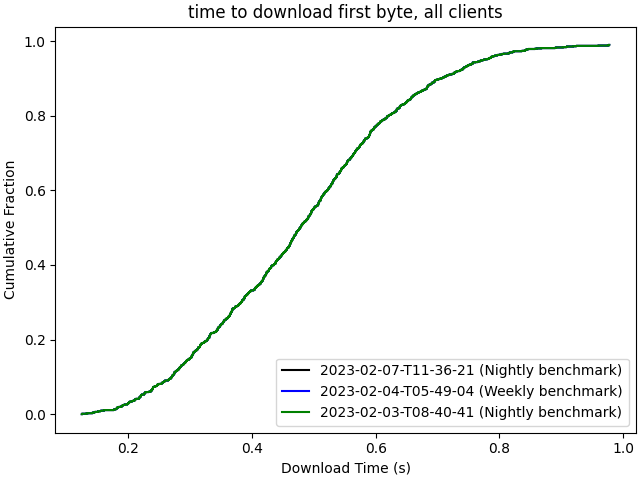 time to download first byte, all clients
Cumulative Fraction
1.0
0.8
0.6
0.4
0.2
0.0
2023-02-07-T11-36-21 (Nightly benchmark)
2023-02-04-T05-49-04 (Weekly benchmark)
2023-02-03-T08-40-41 (Nightly benchmark)
0.2 0.4 0.6 0.8 1.0
Download Time (s)